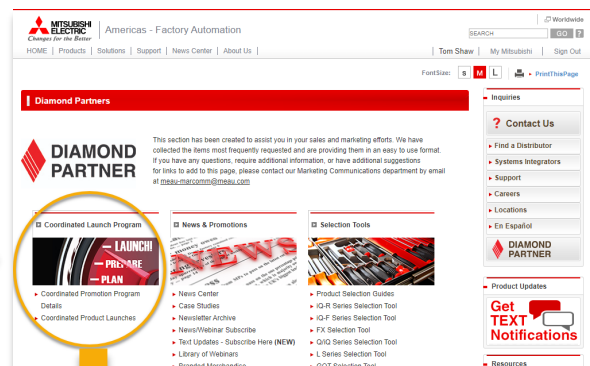 MITSUBISHI
ELECTRIC
Changes for the Better
Americas - Factory Automation
Worldwide
SEARCH
GO ?
HOME | Products | Solutions | Support | News Center | About Us |
| Tom Shaw | My Mitsubishi | Sign Out
FontSize: S M L PrintThisPage
Diamond Partners
DIAMOND
PARTNER
This section has been created to assist you in your sales and marketing efforts. We have
collected the items most frequently requested and are providing them in an easy to use format.
If you have any questions, require additional information, or have additional suggestions
for links to add to this page, please contact our Marketing Communications department by email
at meau-marcomm@meau.com
Coordinated Launch Program
LAUNCH!
PREPARE
PLAN
Coordinated Promotion Program
Details
Coordinated Product Launches
News & Promotions
NEWS
News Center
Case Studies
Newsletter Archive
News/Webinar Subscribe
Text Updates - Subscribe Here (NEW)
Library of Webinars
Branded Merchandise
Selection Tools
Product Selection Guides
iQ-R Series Selection Tool
iQ-F Series Selection Tool
FX Selection Tool
Q/iQ Series Selection Tool
L Series Selection Tool
GOT Selection Tool
Inquiries
? Contact Us
Find a Distributor
Systems Integrators
Support
Careers
Locations
En Español
DIAMOND
PARTNER
Product Updates
Get
TEXT
Notifications
Resources